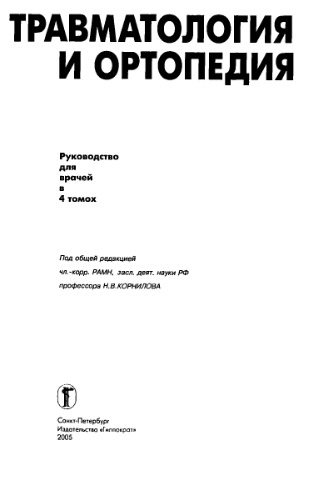 ТРАВМАТОЛОГИЯ
И ОРТОПЕДИЯ
Руководство
для
врачей
в
4 томах
Под общей редакцией
чл.-корр. РАМН, засл. деят. науки РФ
профессора Н.В.КОРНИЛОВА
Санкт-Петербург
Издательство «Гиппократ»
2005